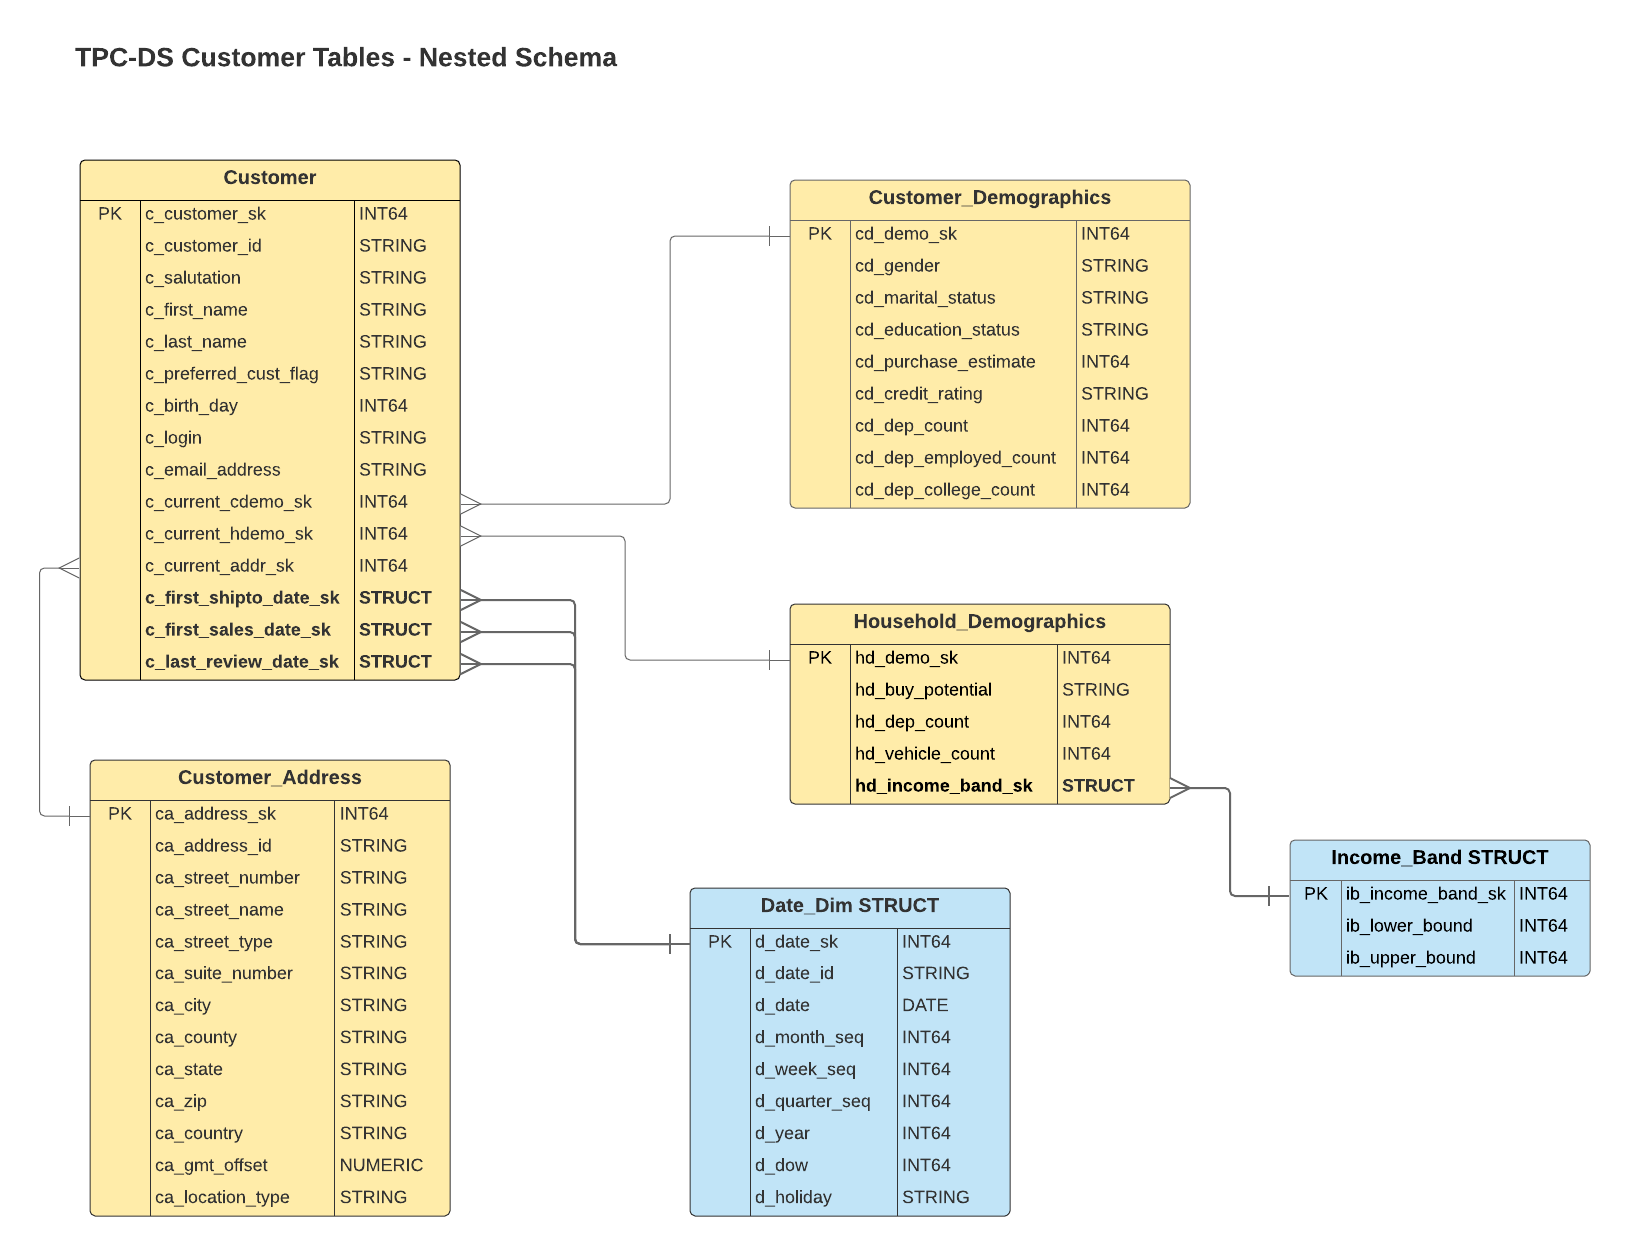 TPC-DS Customer Tables - Nested Schema
Customer
PK c_customer_sk INT64
c_customer_id STRING
c_salutation STRING
c_first_name STRING
c_last_name STRING
c_preferred_cust_flag STRING
c_birth_day INT64
c_login STRING
c_email_address STRING
c_current_cdemo_sk INT64
c_current_hdemo_sk INT64
c_current_addr_sk INT64
c_first_shipto_date_sk STRUCT
c_first_sales_date_sk STRUCT
c_last_review_date_sk STRUCT
Customer_Demographics
PK cd_demo_sk INT64
cd_gender STRING
cd_marital_status STRING
cd_education_status STRING
cd_purchase_estimate INT64
cd_credit_rating STRING
cd_dep_count INT64
cd_dep_employed_count INT64
cd_dep_college_count INT64
Household_Demographics
PK hd_demo_sk INT64
hd_buy_potential STRING
hd_dep_count INT64
hd_vehicle_count INT64
hd_income_band_sk STRUCT
Customer_Address
PK ca_address_sk INT64
ca_address_id STRING
ca_street_number STRING
ca_street_name STRING
ca_street_type STRING
ca_suite_number STRING
ca_city STRING
ca_county STRING
ca_state STRING
ca_zip STRING
ca_country STRING
ca_gmt_offset NUMERIC
ca_location_type STRING
Date_Dim STRUCT
PK d_date_sk INT64
d_date_id STRING
d_date DATE
d_month_seq INT64
d_week_seq INT64
d_quarter_seq INT64
d_year INT64
d_dow INT64
d_holiday STRING
Income_Band STRUCT
PK ib_income_band_sk INT64
ib_lower_bound INT64
ib_upper_bound INT64